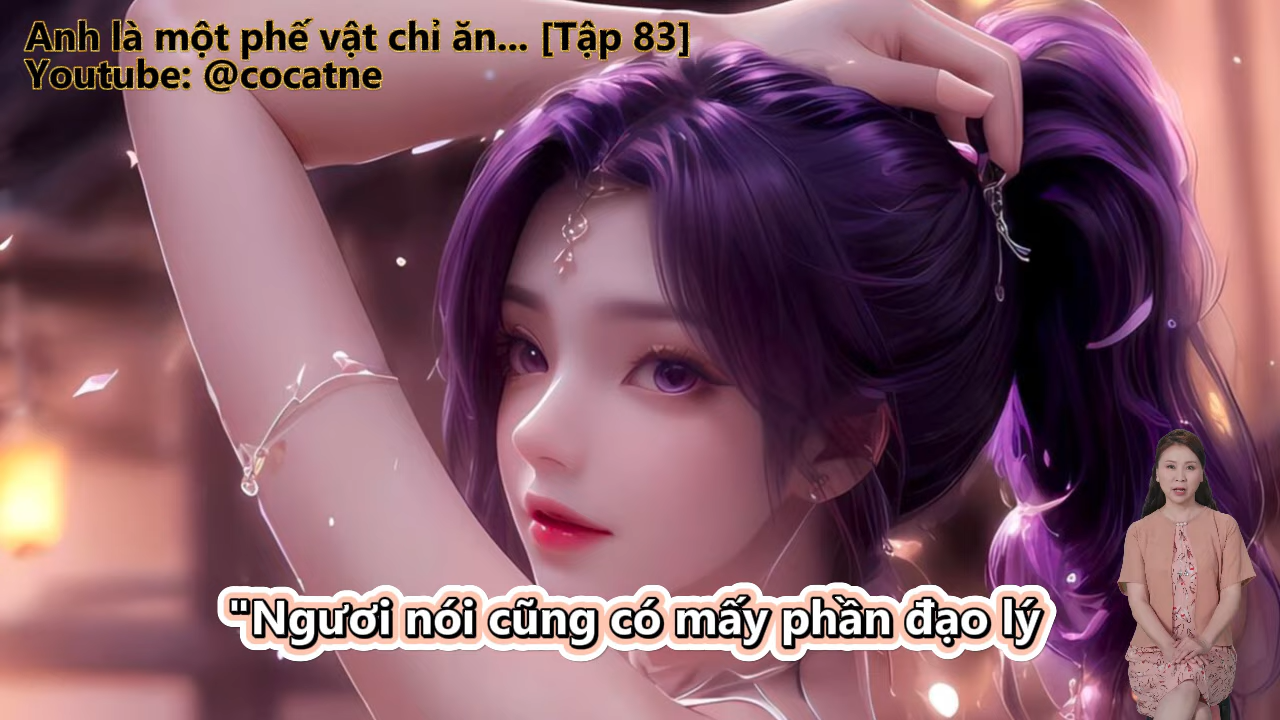 Anh là một phế vật chỉ ăn... [Tập 83]
Youtube: @cocatne
"Ngươi nói cũng có mấy phần đạo lý